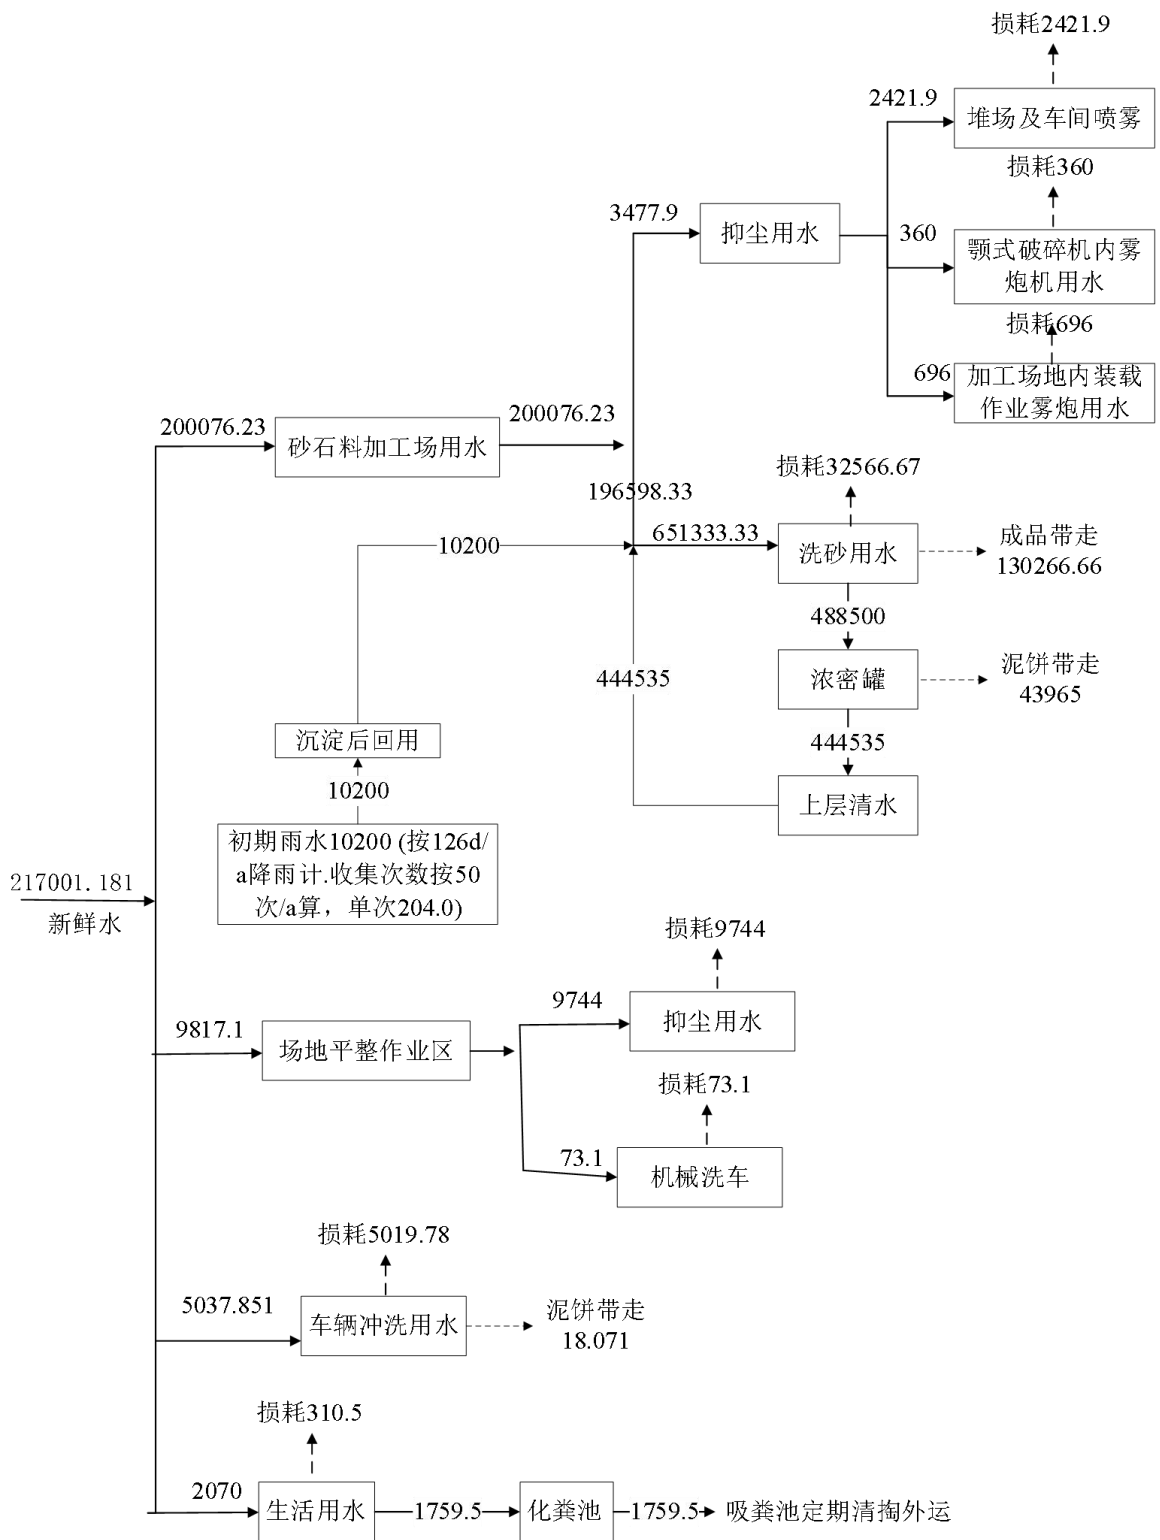 损耗2421.9
2421.9
堆场及车间喷雾
损耗360
3477.9
抑尘用水
360
颚式破碎机内雾
炮机用水
损耗696
696
加工场地内装载
作业雾炮用水
200076.23
砂石料加工场用水
200076.23
196598.33
损耗32566.67
10200
651333.33
洗砂用水
成品带走
130266.66
488500
444535
浓密罐
泥饼带走
43965
沉淀后回用
444535
10200
上层清水
初期雨水10200 (按126d/
a降雨计.收集次数按50
次/a算，单次204.0)
217001.181
新鲜水
损耗9744
9744
抑尘用水
9817.1
场地平整作业区
损耗73.1
73.1
机械洗车
损耗5019.78
5037.851
车辆冲洗用水
泥饼带走
18.071
损耗310.5
2070
生活用水
1759.5
化粪池
1759.5
吸粪池定期清掏外运